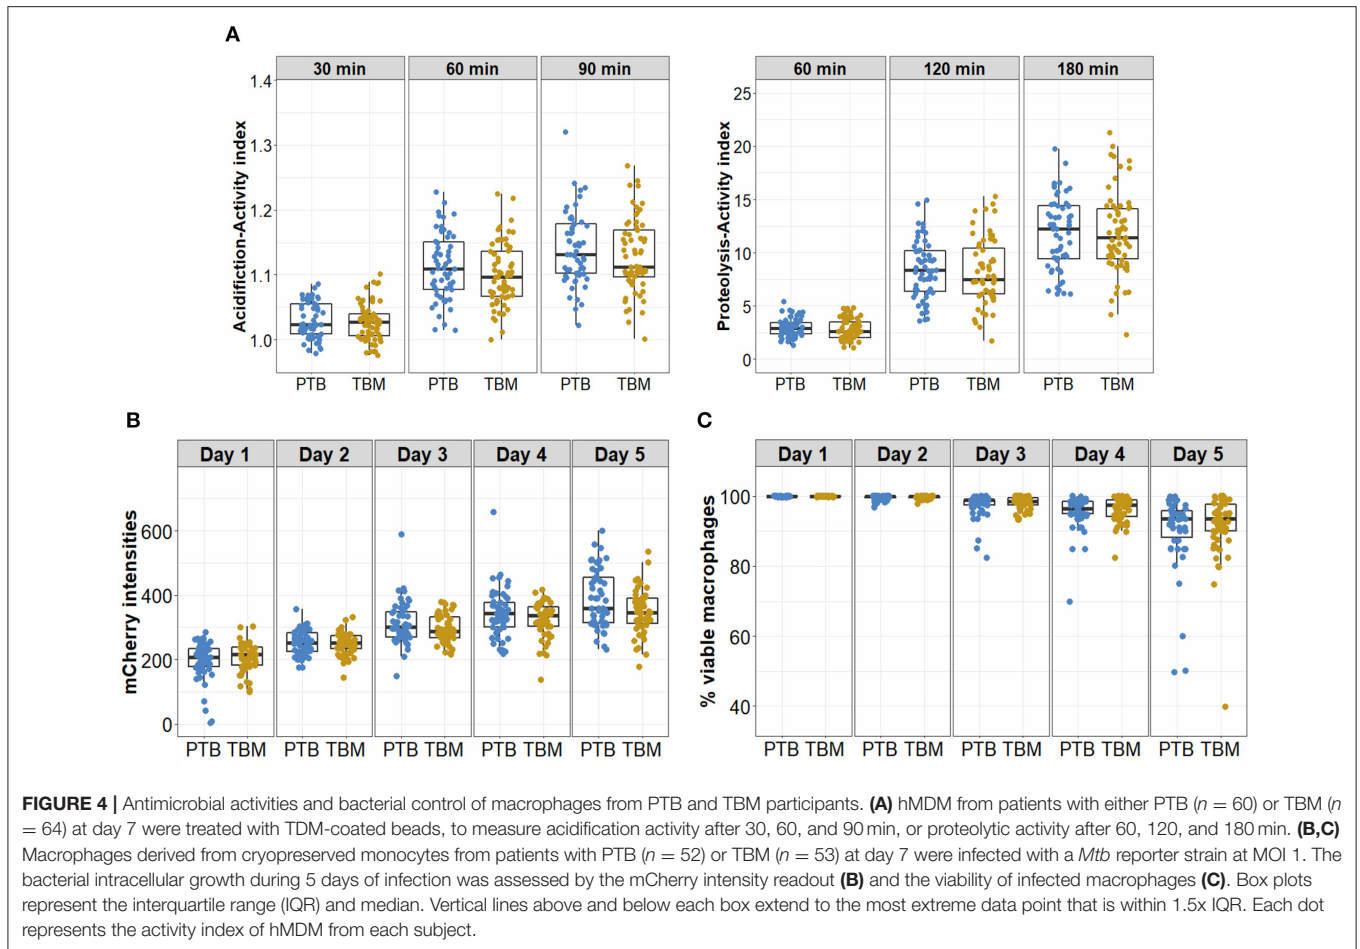 A
30 min 60 min 90 min
1.4
1.3
1.2
1.1
1.0
Acidifiction-Activity index
PTB TBM PTB TBM PTB TBM
60 min 120 min 180 min
25
20
15
10
5
0
Proteolysis-Activity index
PTB TBM PTB TBM PTB TBM
B
Day 1 Day 2 Day 3 Day 4 Day 5
600
400
200
0
mCherry intensities
PTB TBM PTB TBM PTB TBM PTB TBM PTB TBM
C
Day 1 Day 2 Day 3 Day 4 Day 5
100
80
60
40
% viable macrophages
PTB TBM PTB TBM PTB TBM PTB TBM PTB TBM
FIGURE 4 | Antimicrobial activities and bacterial control of macrophages from PTB and TBM participants. (A) hMDM from patients with either PTB (n = 60) or TBM (n
= 64) at day 7 were treated with TDM-coated beads, to measure acidification activity after 30, 60, and 90 min, or proteolytic activity after 60, 120, and 180 min. (B,C)
Macrophages derived from cryopreserved monocytes from patients with PTB (n = 52) or TBM (n = 53) at day 7 were infected with a Mtb reporter strain at MOI 1. The
bacterial intracellular growth during 5 days of infection was assessed by the mCherry intensity readout (B) and the viability of infected macrophages (C). Box plots
represent the interquartile range (IQR) and median. Vertical lines above and below each box extend to the most extreme data point that is within 1.5x IQR. Each dot
represents the activity index of hMDM from each subject.